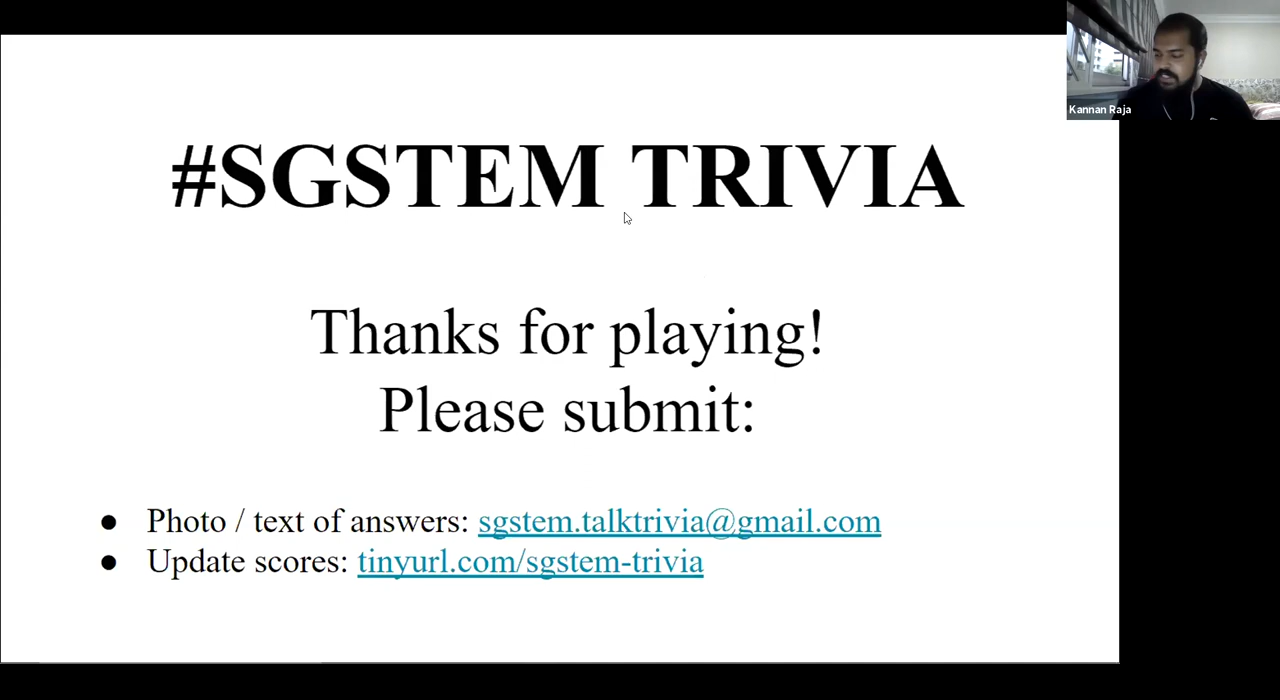 #SGSTEM TRIVIA
Thanks for playing!
Please submit:
● Photo / text of answers: sgstem.talktrivia@gmail.com
● Update scores: tinyurl.com/sgstem-trivia
Kannan Raja